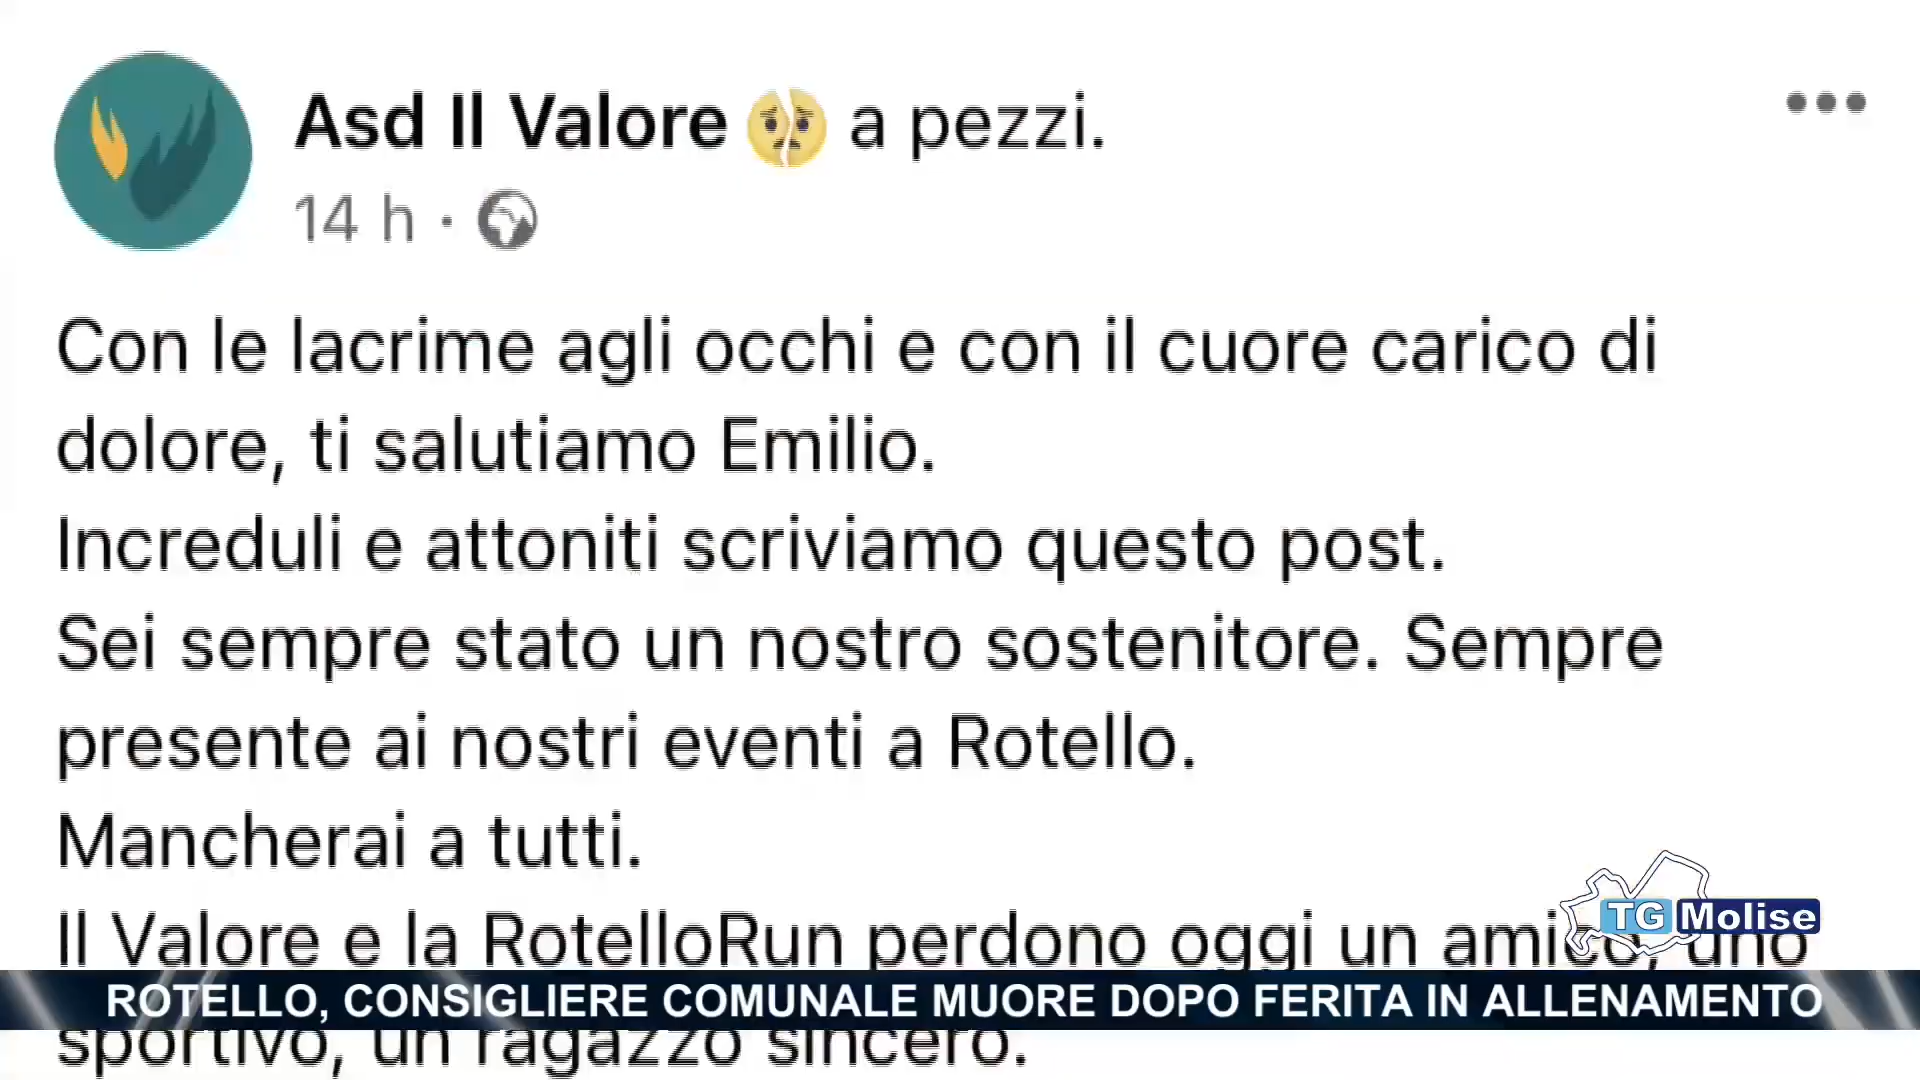 Asd Il Valore a pezzi.
14 h ·
Con le lacrime agli occhi e con il cuore carico di
dolore, ti salutiamo Emilio.
Increduli e attoniti scriviamo questo post.
Sei sempre stato un nostro sostenitore. Sempre
presente ai nostri eventi a Rotello.
Mancherai a tutti.
Il Valore e la RotelloRun perdono oggi un amico, uno
TG Molise
ROTELLO, CONSIGLIERE COMUNALE MUORE DOPO FERITA IN ALLENAMENTO
sportivo, un ragazzo sincero.